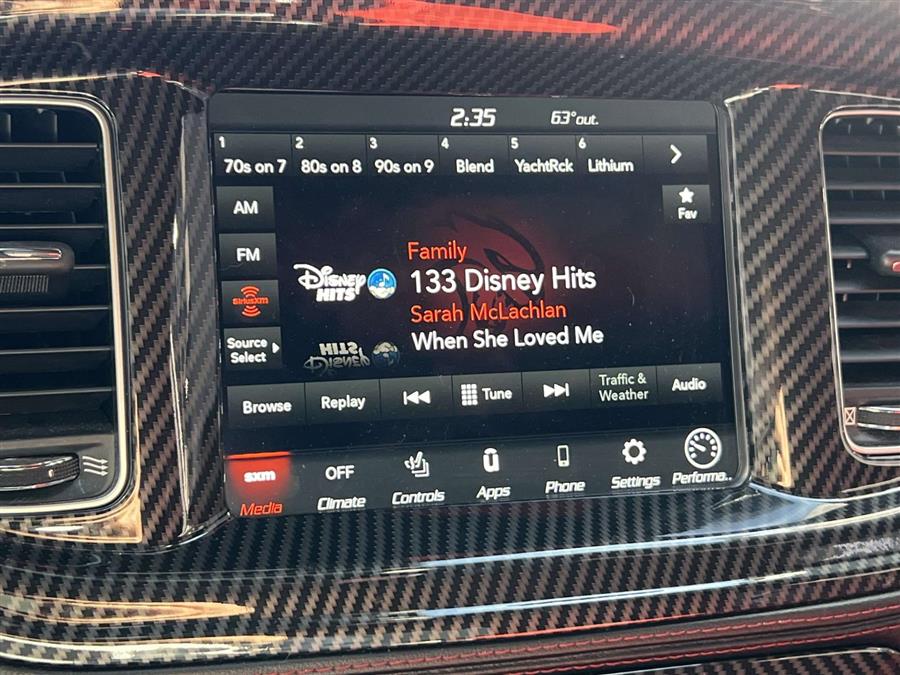 2:35 63°out.
1 2 3 4 5 6
70s on 7 80s on 8 90s on 9 Blend YachtRck Lithium
AM
Fav
FM
Family
DISNEY HITS
133 Disney Hits
siriusxm
Sarah McLachlan
When She Loved Me
Source
Select
DISNEY HITS
Browse Replay Tune Traffic &
Weather Audio
sxm OFF
Media Climate Controls Apps Phone Settings Performa..